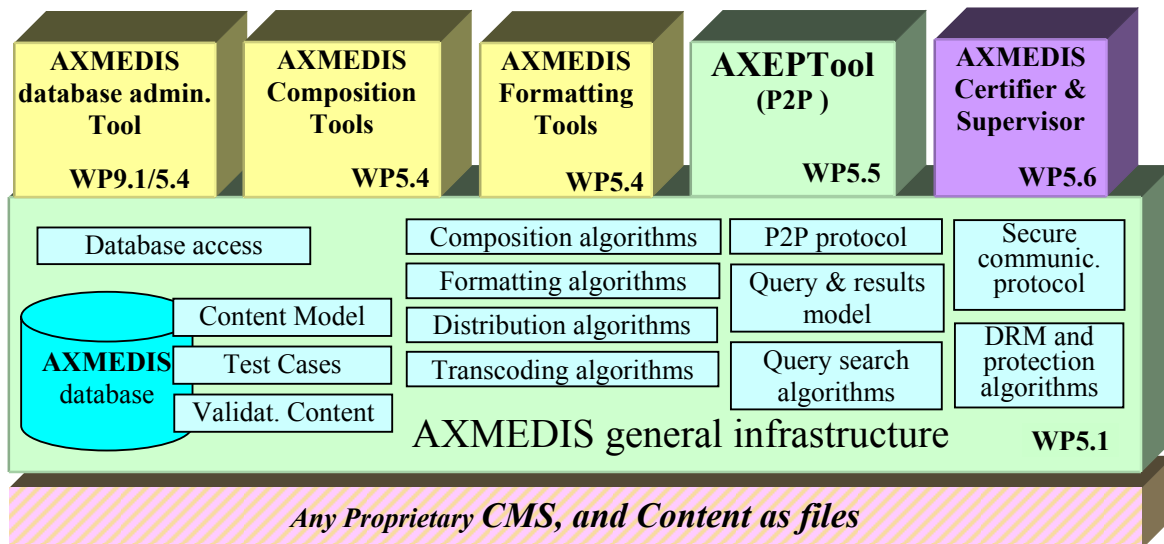 AXMEDIS
database admin.
Tool
WP9.1/5.4
AXMEDIS
Composition
Tools
WP5.4
AXMEDIS
Formatting
Tools
WP5.4
AXEPTool
(P2P )
WP5.5
AXMEDIS
Certifier &
Supervisor
WP5.6
Database access
AXMEDIS
database
Content Model
Test Cases
Validat. Content
Composition algorithms
Formatting algorithms
Distribution algorithms
Transcoding algorithms
P2P protocol
Query & results
model
Query search
algorithms
Secure
communic.
protocol
DRM and
protection
algorithms
AXMEDIS general infrastructure
WP5.1
Any Proprietary CMS, and Content as files